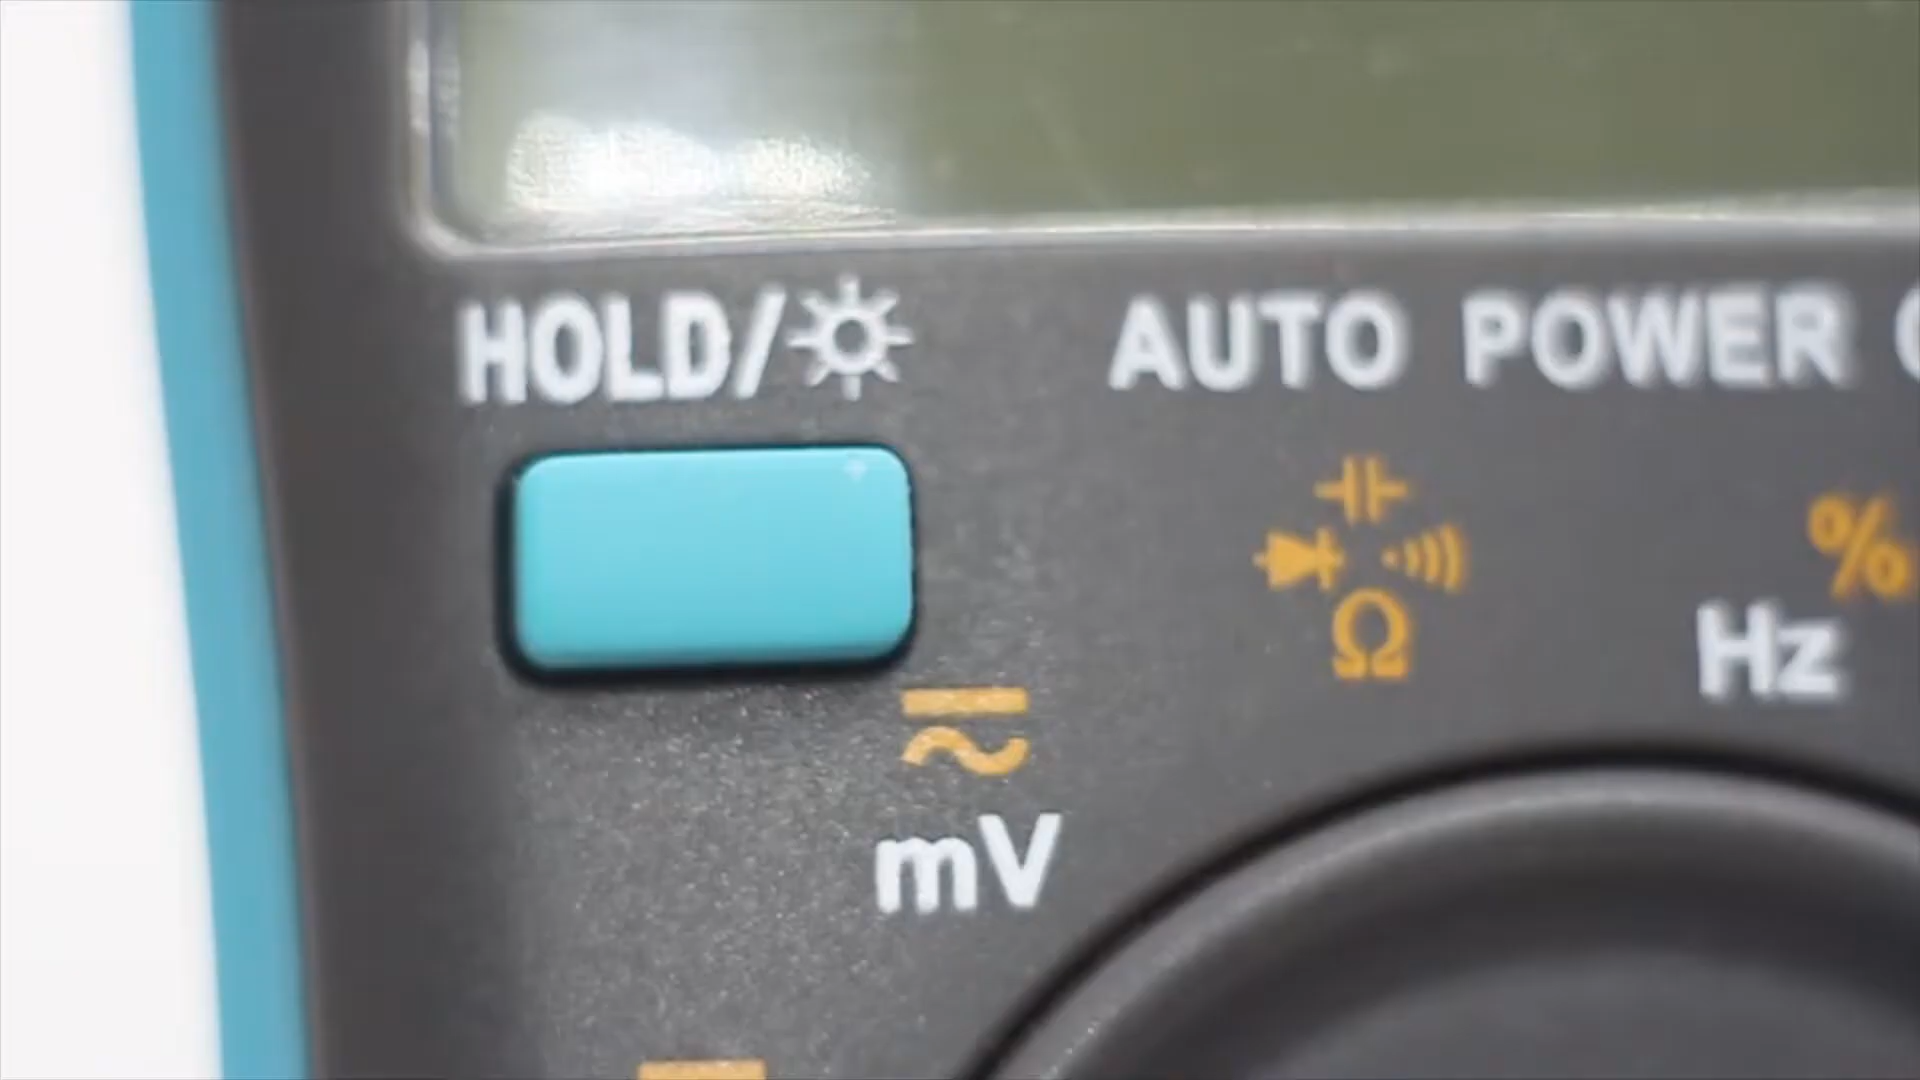 HOLD/
AUTO POWER
%
Hz
Ω
mV